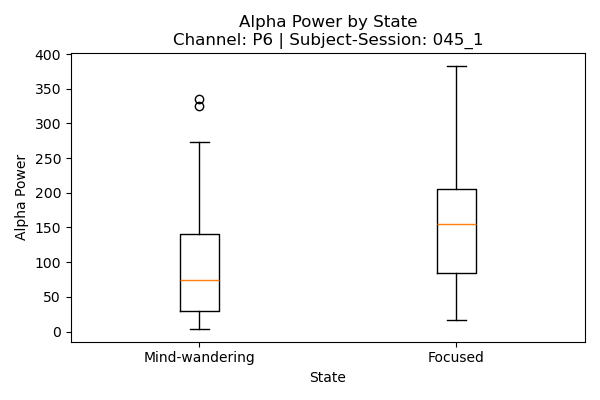 Alpha Power by State
Channel: P6 | Subject-Session: 045_1
Alpha Power
400
350
300
250
200
150
100
50
0
Mind-wandering
Focused
State